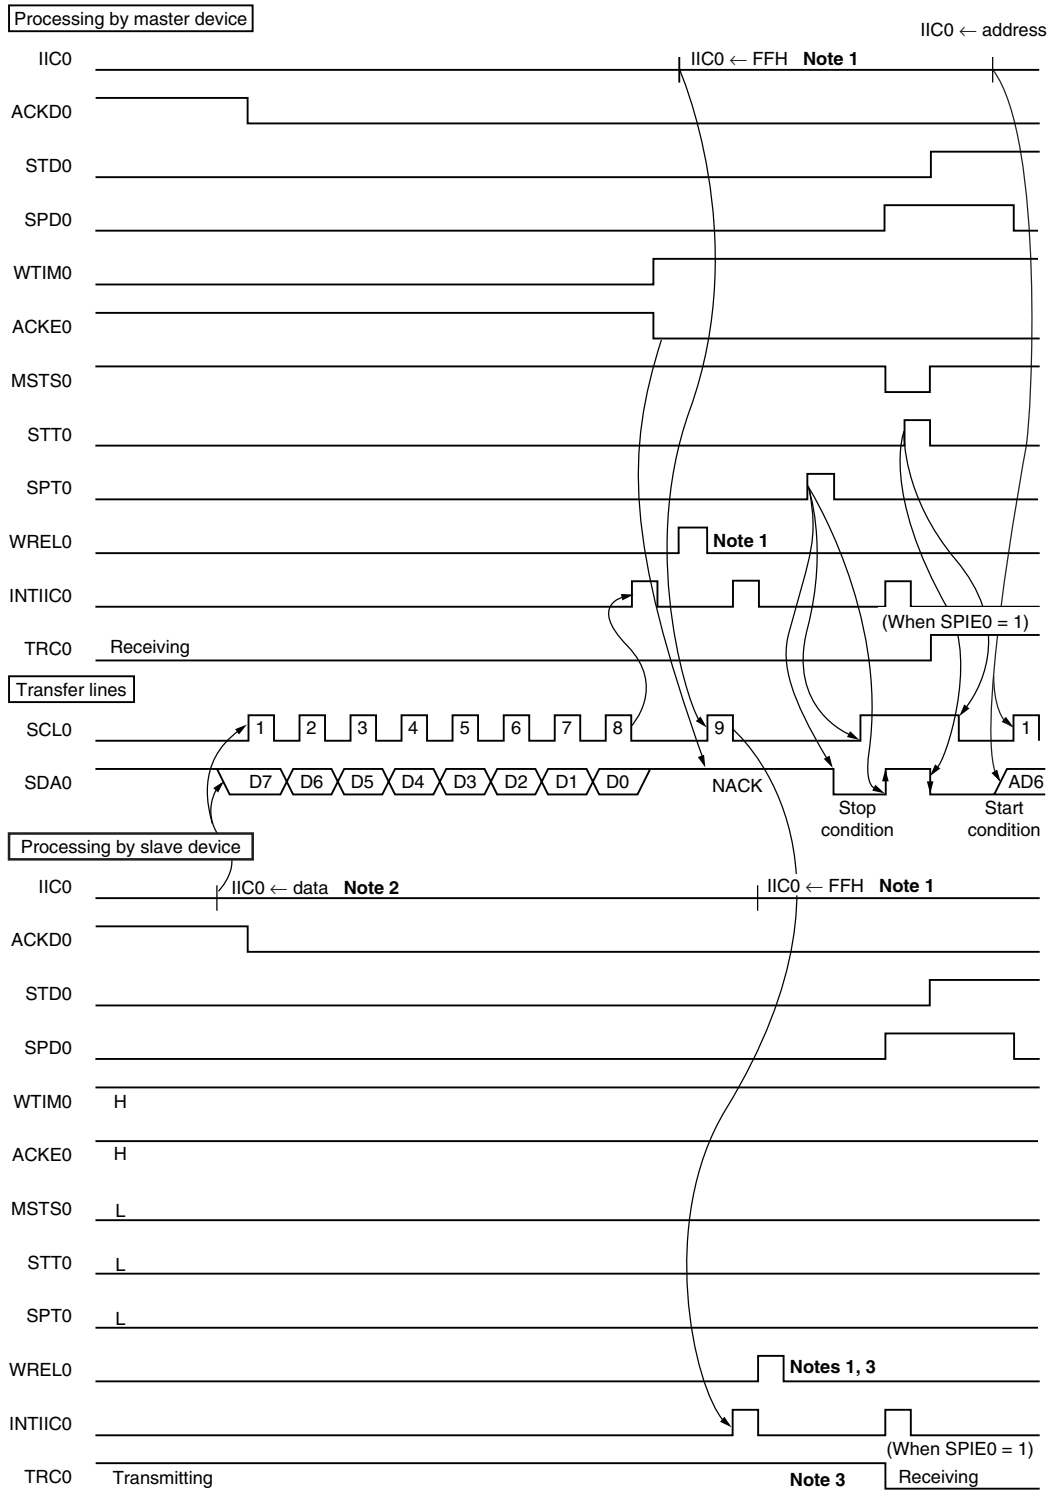 Processing by master device
IIC0 ← address
IIC0
IIC0 ← FFH Note 1
ACKD0
STD0
SPD0
WTIM0
ACKE0
MSTS0
STT0
SPT0
WREL0
Note 1
INTIIC0
(When SPIE0 = 1)
TRC0
Receiving
Transfer lines
SCL0
1 2 3 4 5 6 7 8 9 1
SDA0
D7 D6 D5 D4 D3 D2 D1 D0
NACK
AD6
Stop
condition
Start
condition
Processing by slave device
IIC0
IIC0 ← data Note 2
IIC0 ← FFH Note 1
ACKD0
STD0
SPD0
WTIM0
H
ACKE0
H
MSTS0
L
STT0
L
SPT0
L
WREL0
Notes 1, 3
INTIIC0
(When SPIE0 = 1)
TRC0
Transmitting
Note 3
Receiving